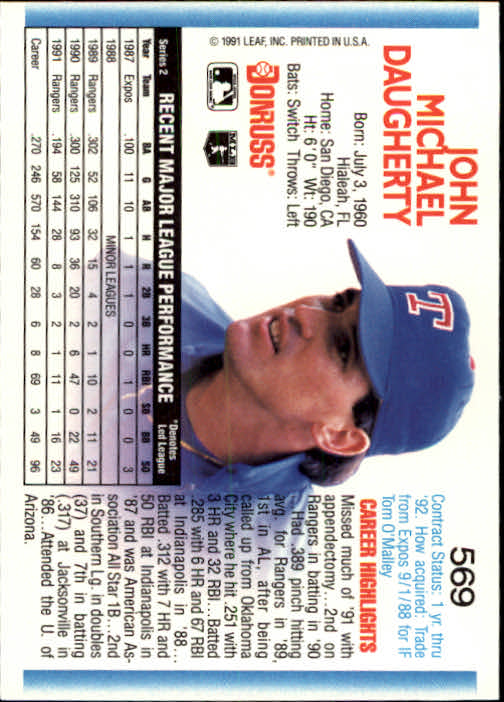 569
JOHN
MICHAEL
DAUGHERTY
Born: July 3, 1960
Hialeah, FL
Home: San Diego, CA
Ht: 6'0" Wt: 190
Bats: Switch Throws: Left
DONRUSS
MLB
© 1991 LEAF, INC. PRINTED IN U.S.A.
T
Contract Status: 1 yr. thru
'92. How acquired: Trade
from Expos 9/1/88 for IF
Tom O'Malley
CAREER HIGHLIGHTS
Missed much of '91 with
appendectomy...2nd on
Rangers in batting in '90
...Had .389 pinch hitting
avg. for Rangers in '89,
1st in AL, after being
called up from Oklahoma
City where he hit .251 with
3 HR and 32 RBI...Batted
.285 with 6 HR and 67 RBI
at Indianapolis in '88...
Batted .312 with 7 HR and
50 RBI at Indianapolis in
'87 and was American As-
sociation All Star 1B...2nd
in Southern Lg. in doubles
(37) and 7th in batting
(.317) at Jacksonville in
'86...Attended the U. of
Arizona.
Series 2 RECENT MAJOR LEAGUE PERFORMANCE *Denotes Led League
Year Team BA G AB H R 2B 3B HR RBI SB BB SO
1987 Expos .100 11 10 1 1 1 0 0 1 0 0 3
1988 MINOR LEAGUES
1989 Rangers .302 52 106 32 15 4 2 1 10 2 11 21
1990 Rangers .300 125 310 93 36 20 2 6 47 0 22 49
1991 Rangers .194 58 144 28 8 3 2 1 11 1 16 23
Career .270 246 570 154 60 28 6 8 69 3 49 96